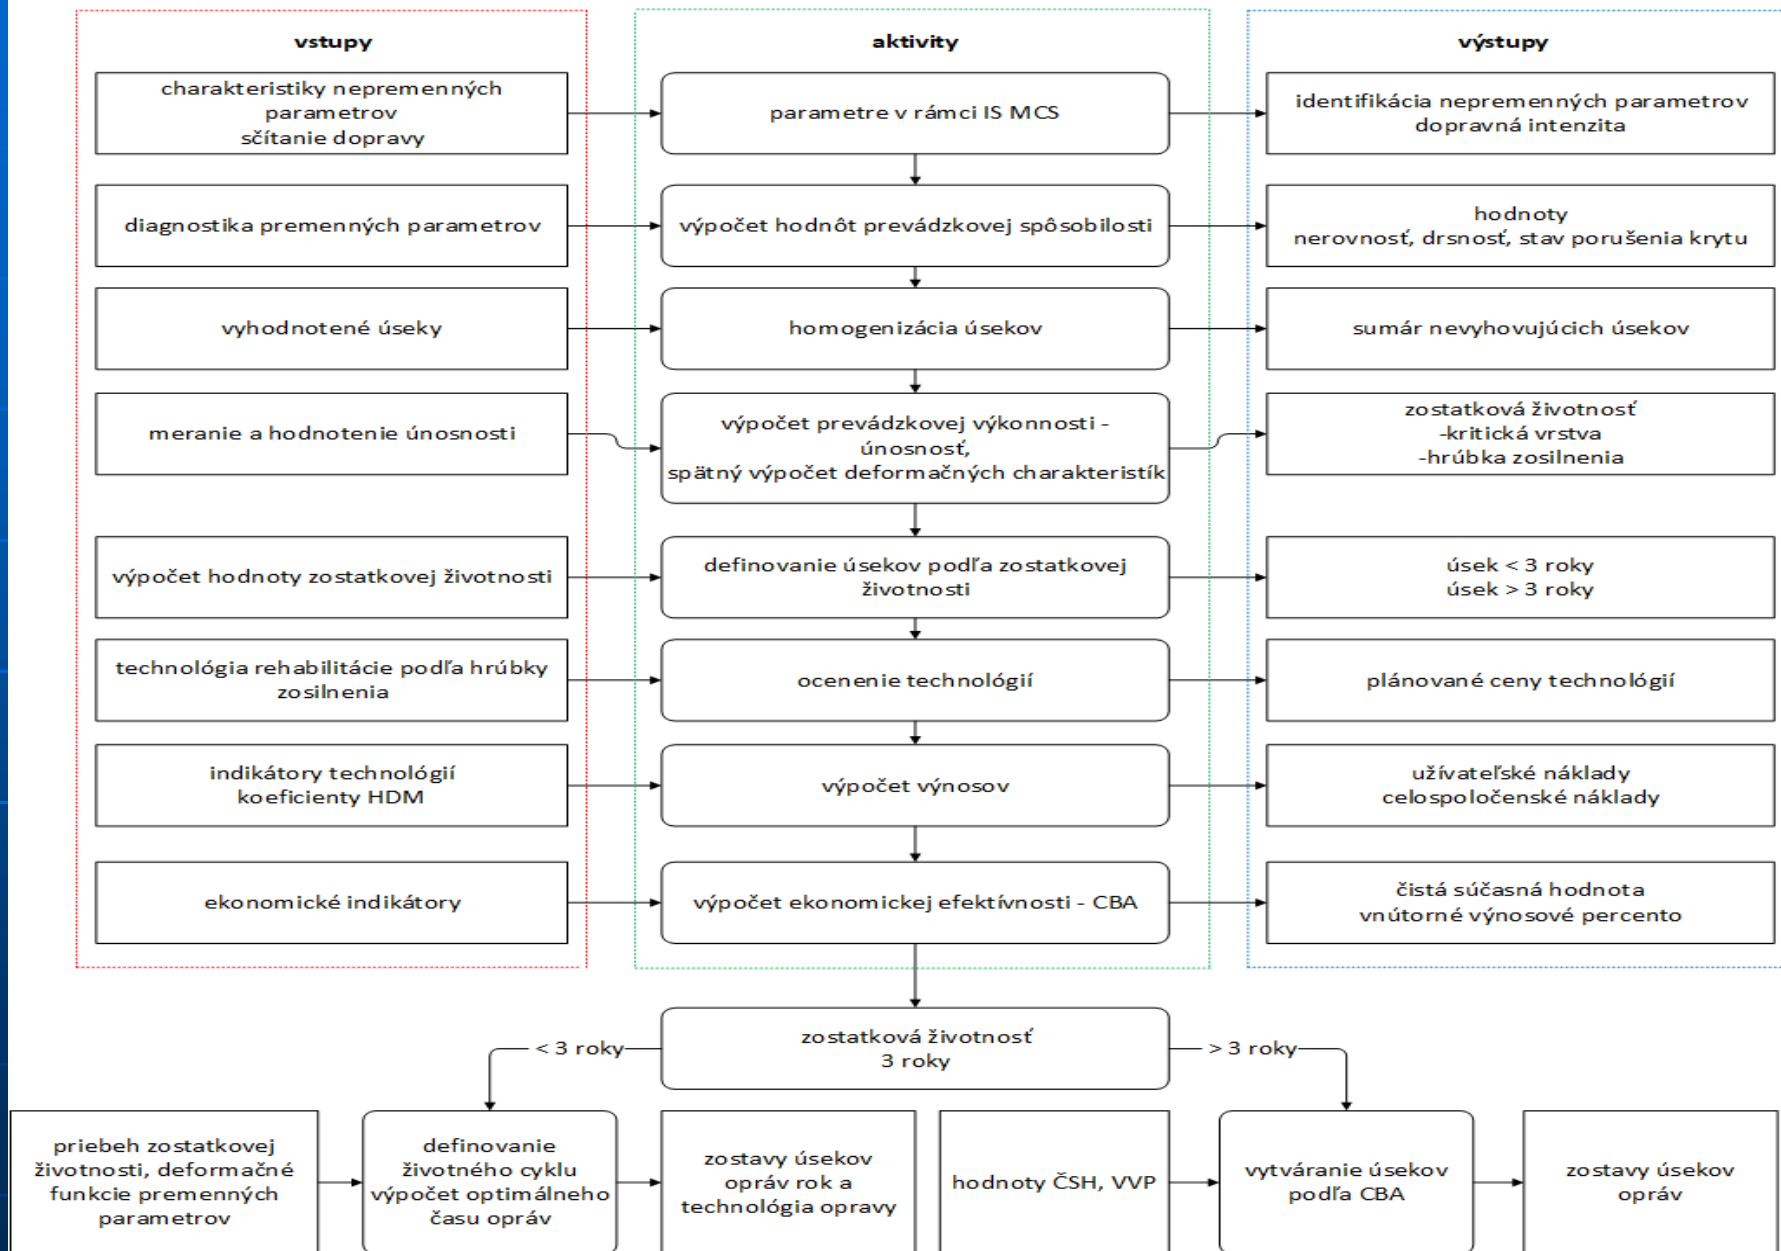 vstupy
aktivity
výstupy
charakteristiky nepremenných
parametrov
sčítanie dopravy
parametre v rámci IS MCS
identifikácia nepremenných parametrov
dopravná intenzita
diagnostika premenných parametrov
výpočet hodnôt prevádzkovej spôsobilosti
hodnoty
nerovnosť, drsnosť, stav porušenia krytu
vyhodnotené úseky
homogenizácia úsekov
sumár nevyhovujúcich úsekov
meranie a hodnotenie únosnosti
výpočet prevádzkovej výkonnosti -
únosnosť,
spätný výpočet deformačných charakteristík
zostatková životnosť
-kritická vrstva
-hrúbka zosilnenia
výpočet hodnoty zostatkovej životnosti
definovanie úsekov podľa zostatkovej
životnosti
úsek < 3 roky
úsek > 3 roky
technológia rehabilitácie podľa hrúbky
zosilnenia
ocenenie technológií
plánované ceny technológií
indikátory technológií
koeficienty HDM
výpočet výnosov
užívateľské náklady
celospoločenské náklady
ekonomické indikátory
výpočet ekonomickej efektívnosti - CBA
čistá súčasná hodnota
vnútorné výnosové percento
zostatková životnosť
3 roky
< 3 roky
> 3 roky
priebeh zostatkovej
životnosti, deformačné
funkcie premenných
parametrov
definovanie
životného cyklu
výpočet optimálneho
času opráv
zostavy úsekov
opráv rok a
technológia opravy
hodnoty ČSH, VVP
vytváranie úsekov
podľa CBA
zostavy úsekov
opráv